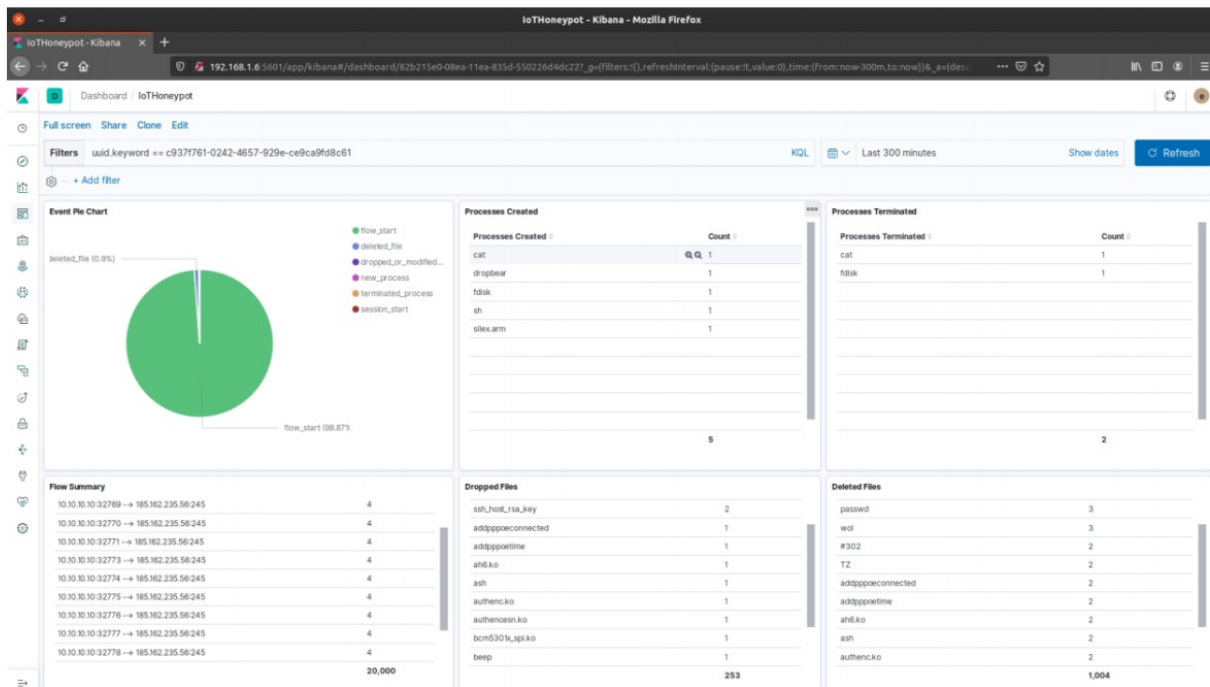 IoTHoneypot - Kibana - Mozilla Firefox
IoTHoneypot - Kibana × +
192.168.1.6:5601/app/kibana#/dashboard/82b215e0-08ea-11ea-835d-550226d4dc22?_g=(filters:!(),refreshInterval:(pause:!t,value:0),time:(from:now-300m,to:now))&_a=(desc
D Dashboard / IoTHoneypot e
Full screen Share Clone Edit
Filters uuid.keyword == c937f761-0242-4657-929e-ce9ca9fd8c61 KQL Last 300 minutes Show dates Refresh
+ Add filter
Event Pie Chart
flow_start
deleted_file
dropped_or_modified...
new_process
terminated_process
session_start
deleted_file (0.9%)
flow_start (98.87%
Processes Created
Processes Created Count
cat 1
dropbear 1
fdisk 1
sh 1
silex.arm 1
5
Processes Terminated
Processes Terminated Count
cat 1
fdisk 1
2
Flow Summary
10.10.10.10:32769 --> 185.162.235.56:245 4
10.10.10.10:32770 --> 185.162.235.56:245 4
10.10.10.10:32771 --> 185.162.235.56:245 4
10.10.10.10:32773 --> 185.162.235.56:245 4
10.10.10.10:32774 --> 185.162.235.56:245 4
10.10.10.10:32775 --> 185.162.235.56:245 4
10.10.10.10:32776 --> 185.162.235.56:245 4
10.10.10.10:32777 --> 185.162.235.56:245 4
10.10.10.10:32778 --> 185.162.235.56:245 4
20,000
Dropped Files
ssh_host_rsa_key 2
addpppoeconnected 1
addpppoetime 1
ah6.ko 1
ash 1
authenc.ko 1
authencesn.ko 1
bcm5301x_spi.ko 1
beep 1
253
Deleted Files
passwd 3
wol 3
#302 2
TZ 2
addpppoeconnected 2
addpppoetime 2
ah6.ko 2
ash 2
authenc.ko 2
1,004